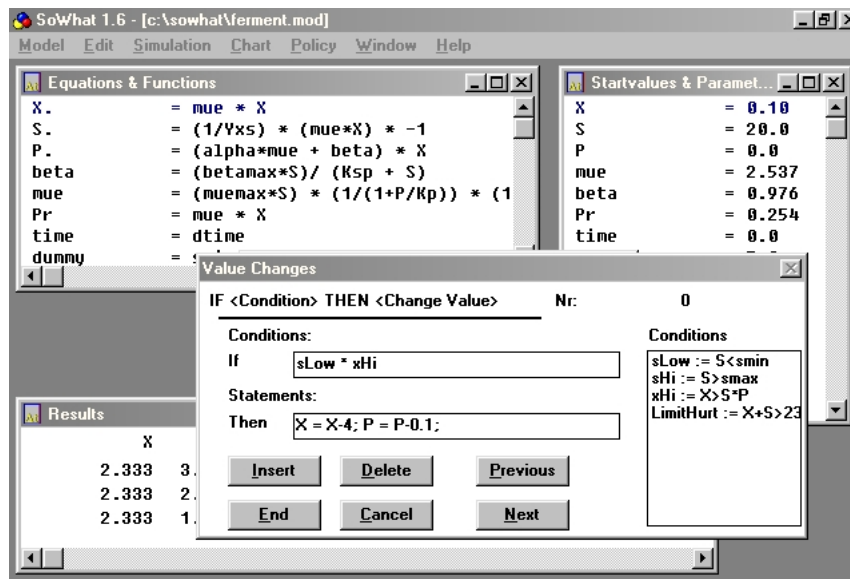 SoWhat 1.6 - [c:\sowhat\ferment.mod]
Model Edit Simulation Chart Policy Window Help
Equations & Functions
X. = mue * X
S. = (1/Yxs) * (mue*X) * -1
P. = (alpha*mue + beta) * X
beta = (betamax*S)/ (Ksp + S)
mue = (muemax*S) * (1/(1+P/Kp)) * (1
Pr = mue * X
time = dtime
dummy =
Startvalues & Paramet...
X = 0.10
S = 20.0
P = 0.0
mue = 2.537
beta = 0.976
Pr = 0.254
time = 0.0
Value Changes
IF <Condition> THEN <Change Value> Nr: 0
Conditions:
If sLow * xHi
Statements:
Then X = X-4; P = P-0.1;
Insert Delete Previous
End Cancel Next
Conditions
sLow := S<smin
sHi := S>smax
xHi := X>S*P
LimitHurt := X+S>23
Results
X
2.333 3.
2.333 2.
2.333 1.